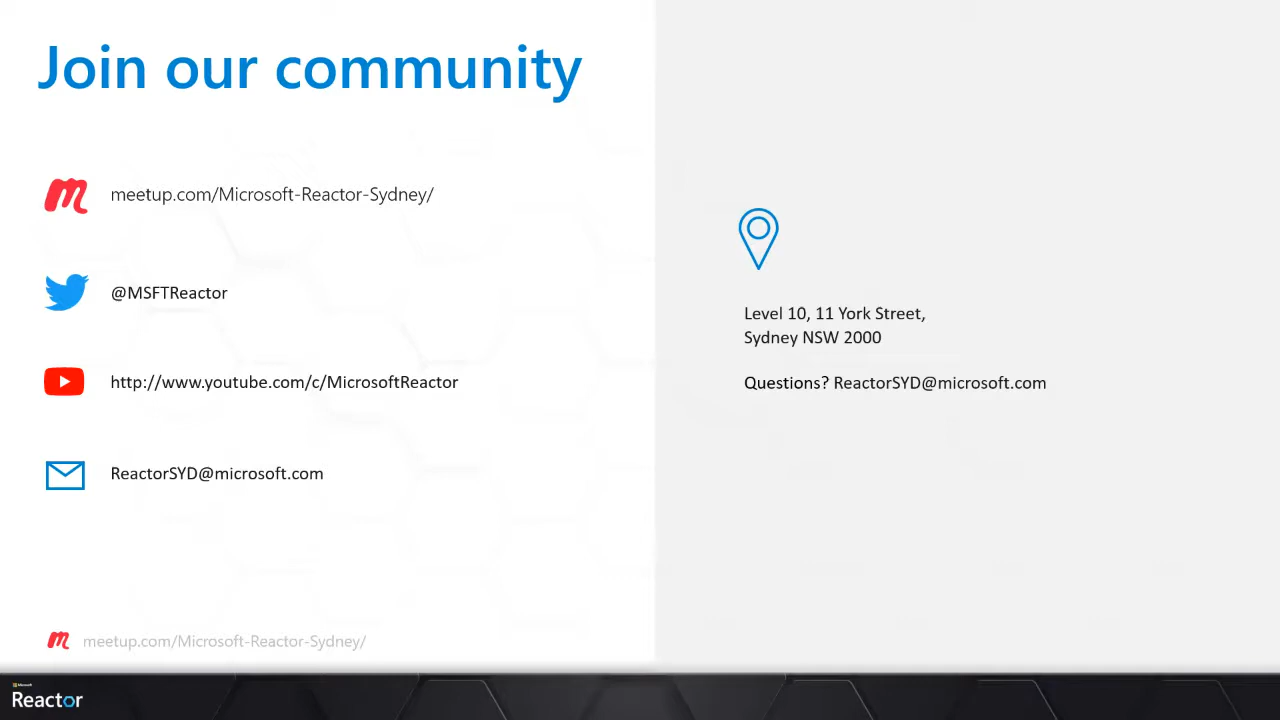 Join our community
meetup.com/Microsoft-Reactor-Sydney/
@MSFTReactor
http://www.youtube.com/c/MicrosoftReactor
ReactorSYD@microsoft.com
Level 10, 11 York Street,
Sydney NSW 2000
Questions? ReactorSYD@microsoft.com
meetup.com/Microsoft-Reactor-Sydney/
Microsoft
Reactor